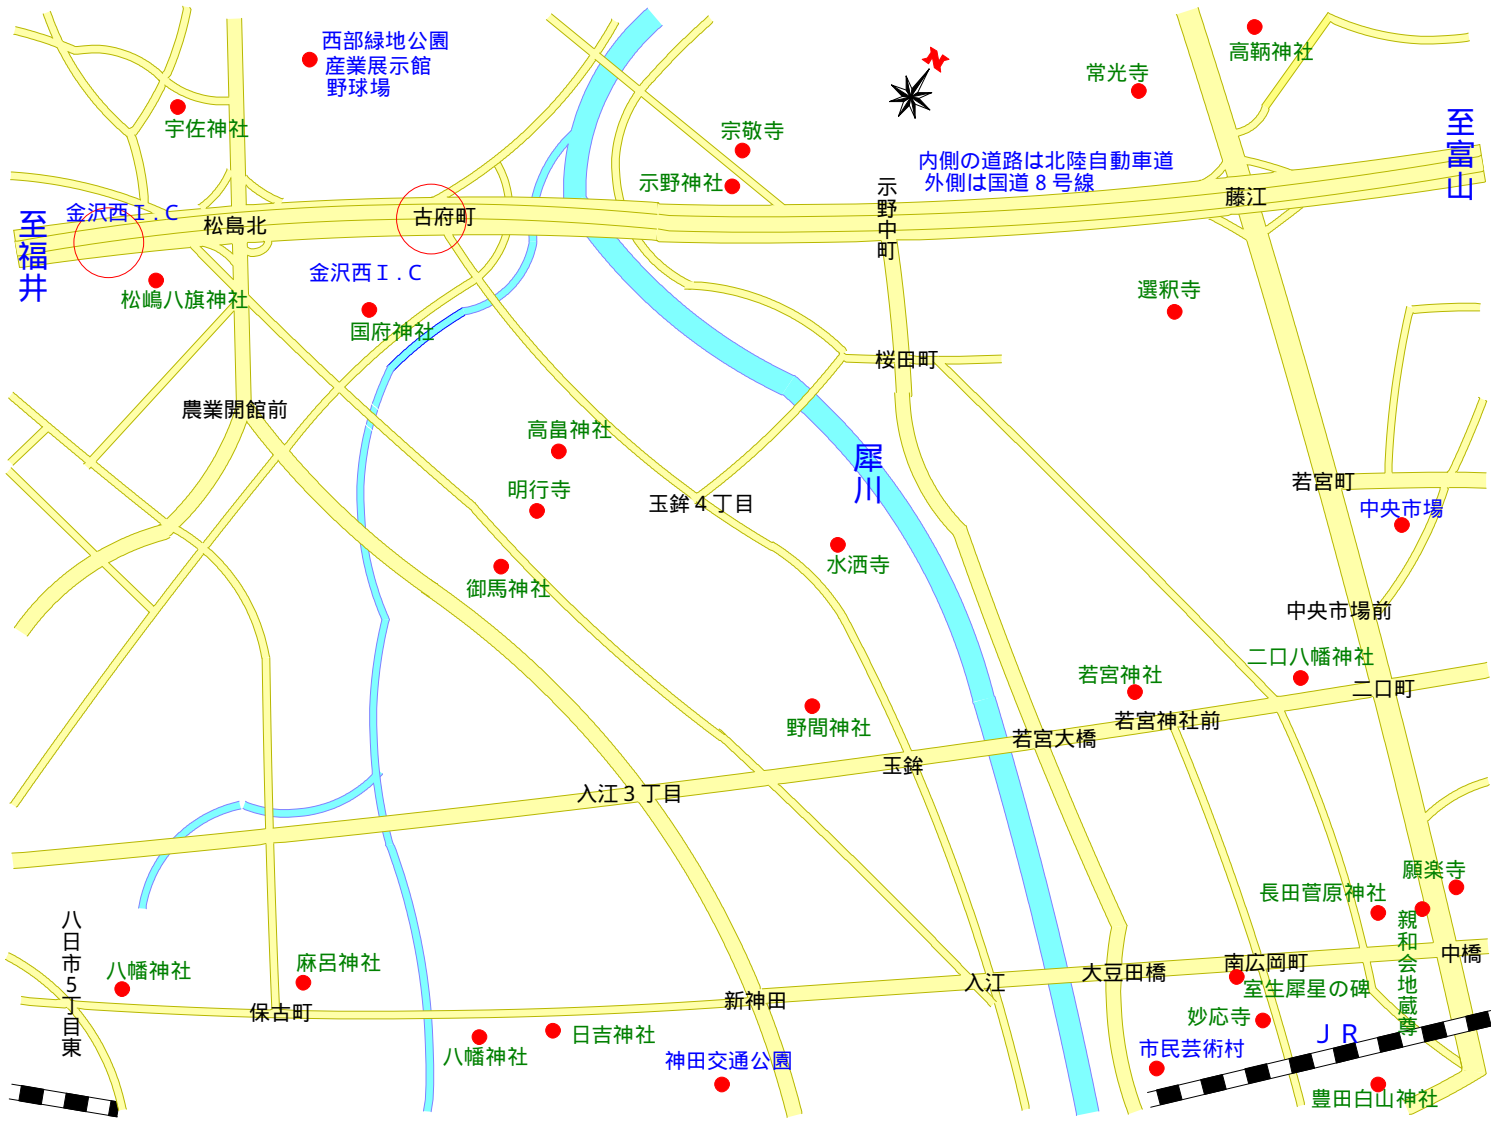 西部緑地公園
産業展示館
野球場
高鞆神社
常光寺
宇佐神社
宗敬寺
至富山
内側の道路は北陸自動車道
外側は国道８号線
示野神社
示野中町
藤江
金沢西Ｉ.Ｃ
至福井
松島北
古府町
金沢西Ｉ.Ｃ
松嶋八旗神社
国府神社
選釈寺
桜田町
農業開館前
高畠神社
犀川
明行寺
玉鉾４丁目
若宮町
中央市場
水洒寺
御馬神社
中央市場前
二口八幡神社
若宮神社
二口町
若宮神社前
野間神社
若宮大橋
玉鉾
入江３丁目
願楽寺
長田菅原神社
親和会地蔵尊
八日市5丁目東
中橋
八幡神社
麻呂神社
南広岡町
大豆田橋
入江
室生犀星の碑
新神田
保古町
妙応寺
日吉神社
八幡神社
ＪＲ
市民芸術村
神田交通公園
豊田白山神社